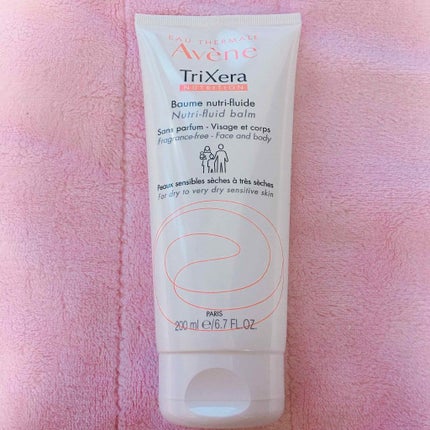 EAU THERMALE
Avène
TriXera
NUTRITION
Baume nutri-fluide
Nutri-fluid balm
Sans parfum - Visage et corps
Fragrance-free - Face and body
Peaux sensibles sèches à très sèches
For dry to very dry sensitive skin
PARIS
200 ml e/6.7 FL.OZ.